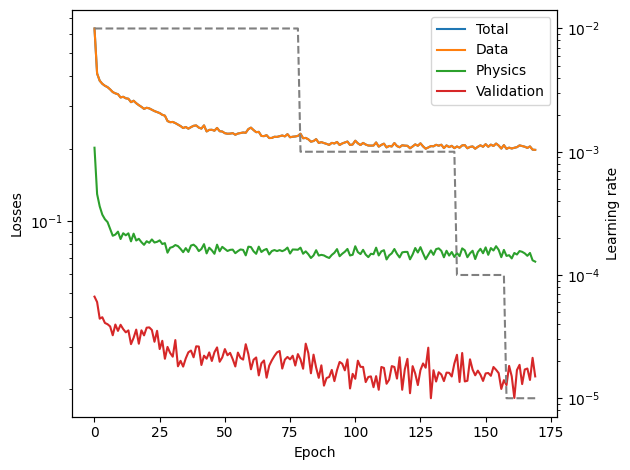 Total
Data
Physics
Validation
Losses
10⁻¹
Learning rate
10⁻²
10⁻³
10⁻⁴
10⁻⁵
0
25
50
75
100
125
150
175
Epoch